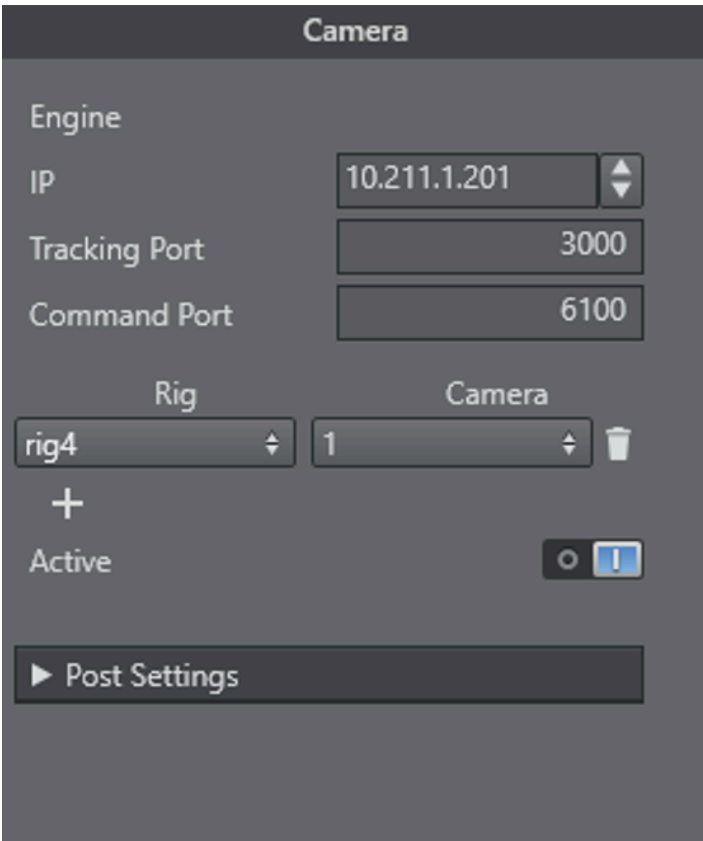 Camera
Engine
IP 10.211.1.201
Tracking Port 3000
Command Port 6100
Rig Camera
rig4 1
Active
Post Settings